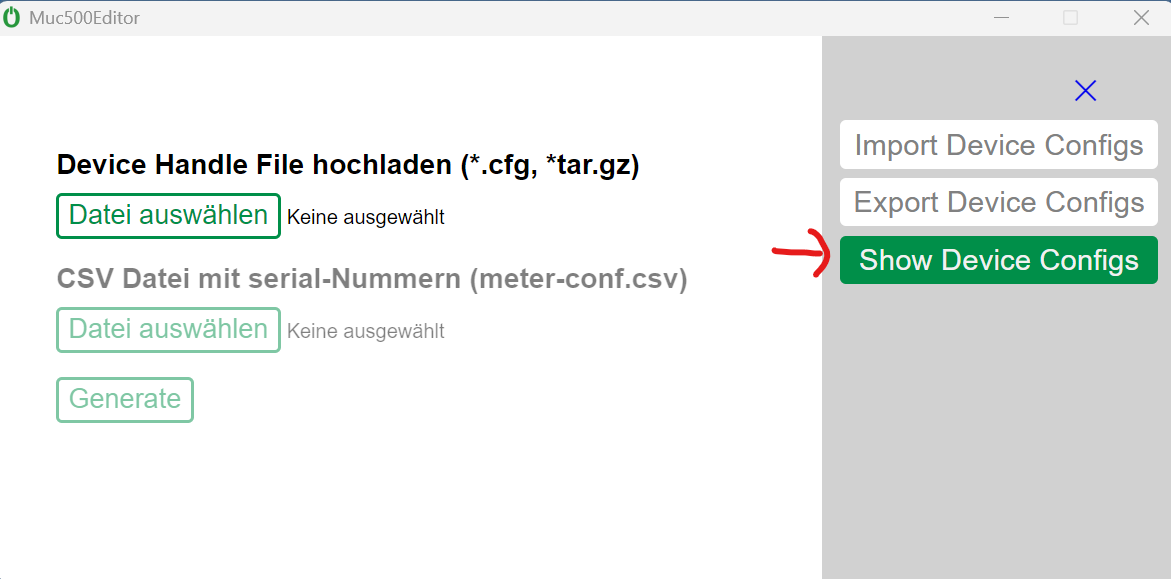 Muc500Editor
Device Handle File hochladen (*.cfg, *tar.gz)
Datei auswählen Keine ausgewählt
CSV Datei mit serial-Nummern (meter-conf.csv)
Datei auswählen Keine ausgewählt
Generate
Import Device Configs
Export Device Configs
Show Device Configs